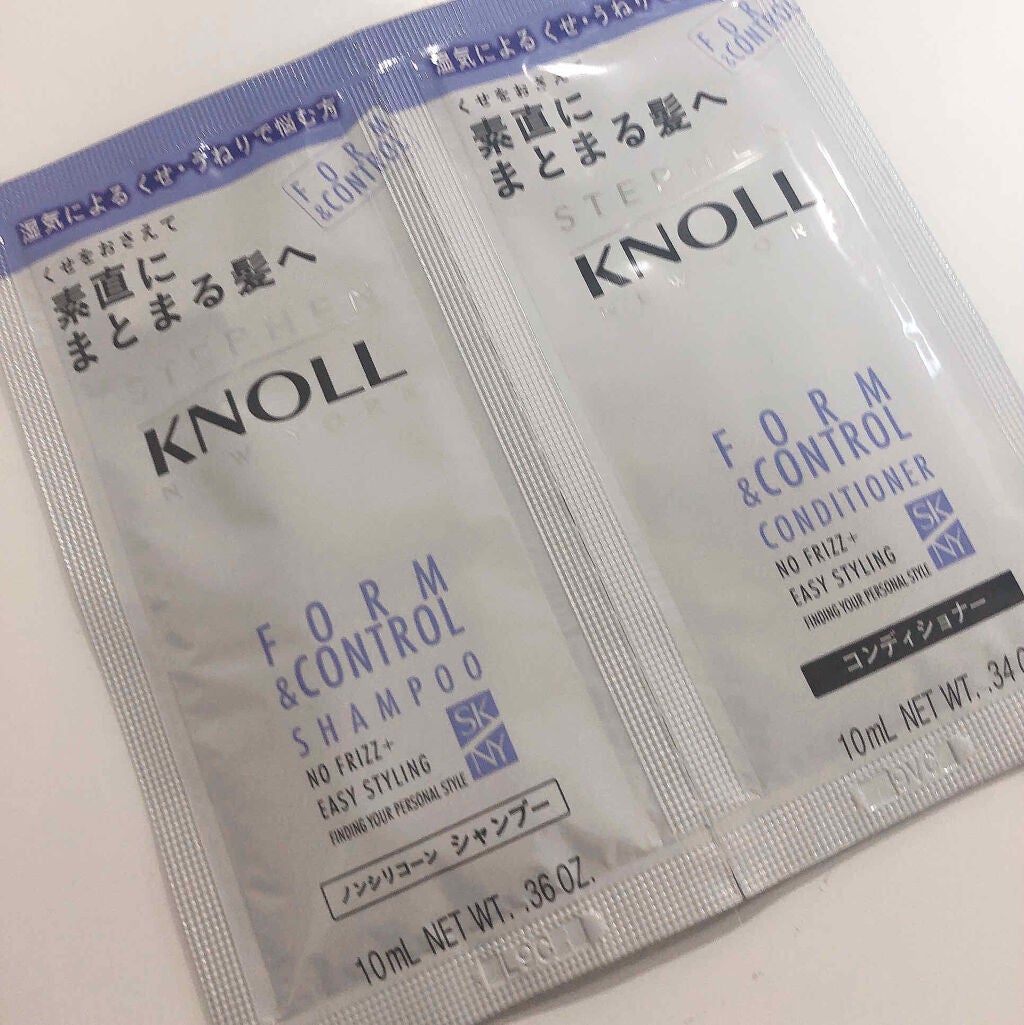 湿気による くせ・うねりで悩む方
FOR
&CONTROL
くせをおさえて
素直に
まとまる髪へ
STEPHEN
KNOLL
NEW YORK
FORM
&CONTROL
SHAMPOO
NO FRIZZ+
EASY STYLING
FINDING YOUR PERSONAL STYLE
SK
NY
ノンシリコーン シャンプー
10mL NET WT. .36 OZ.
湿気による くせ・うねりで
FOR
&CONTROL
くせをおさえて
素直に
まとまる髪へ
STEPHEN
KNOLL
NEW YORK
FORM
&CONTROL
CONDITIONER
NO FRIZZ+
EASY STYLING
FINDING YOUR PERSONAL STYLE
SK
NY
コンディショナー
10mL NET WT. .34